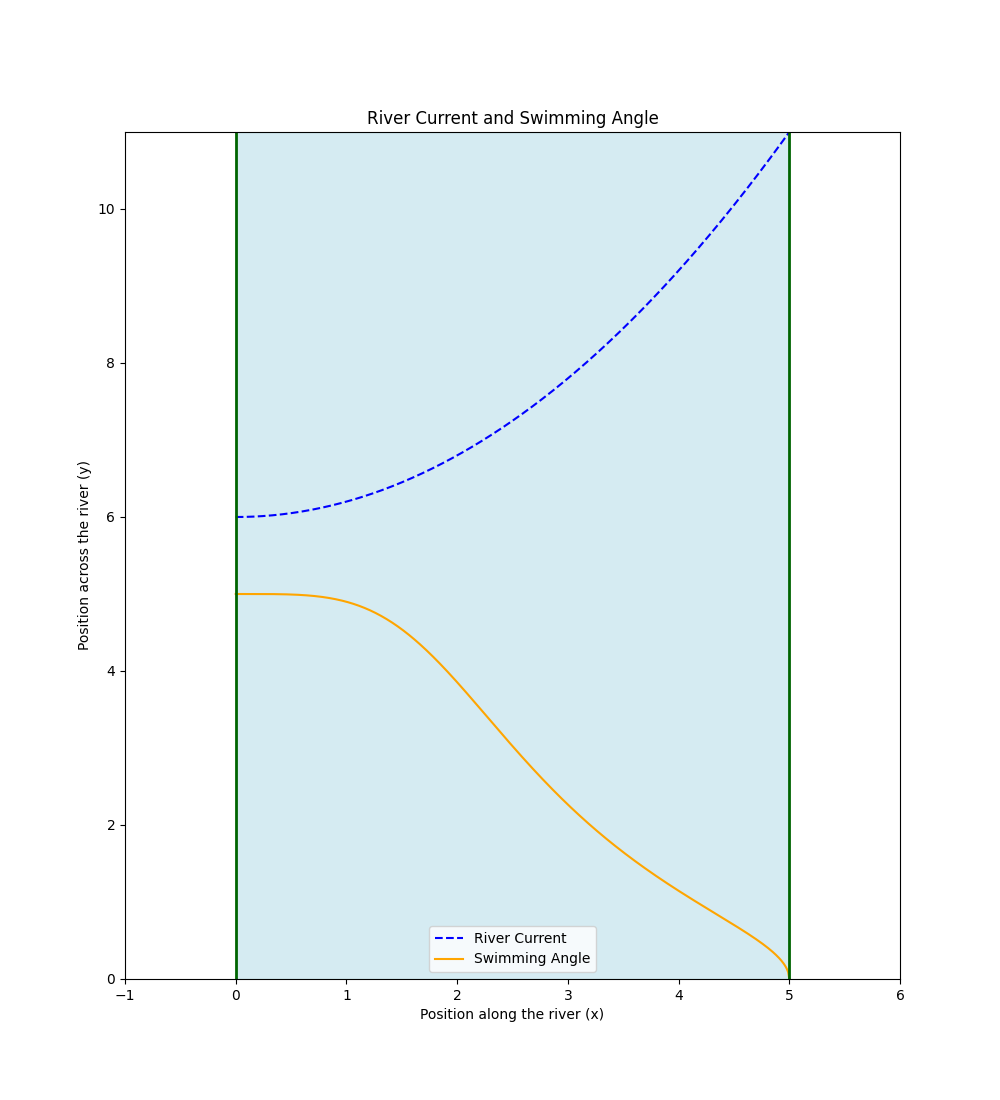 River Current and Swimming Angle
Position across the river (y)
10
8
6
4
2
0
River Current
Swimming Angle
−1 0 1 2 3 4 5 6
Position along the river (x)